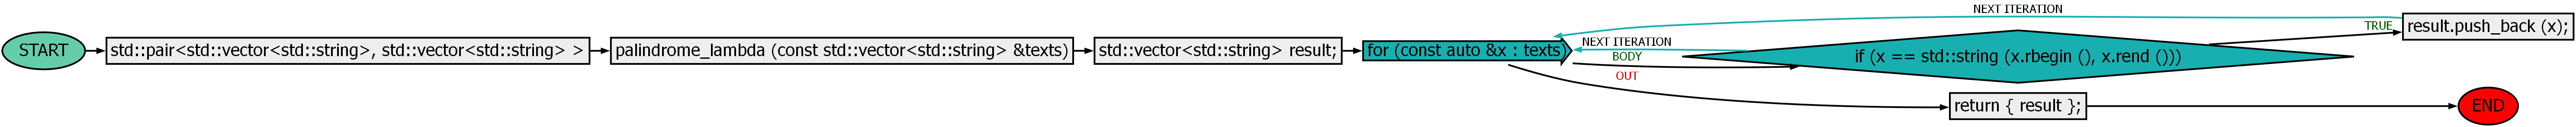 START
std::pair<std::vector<std::string>, std::vector<std::string> >
palindrome_lambda (const std::vector<std::string> &texts)
std::vector<std::string> result;
for (const auto &x : texts)
NEXT ITERATION
NEXT ITERATION
BODY
OUT
if (x == std::string (x.rbegin (), x.rend ()))
TRUE
result.push_back (x);
return { result };
END